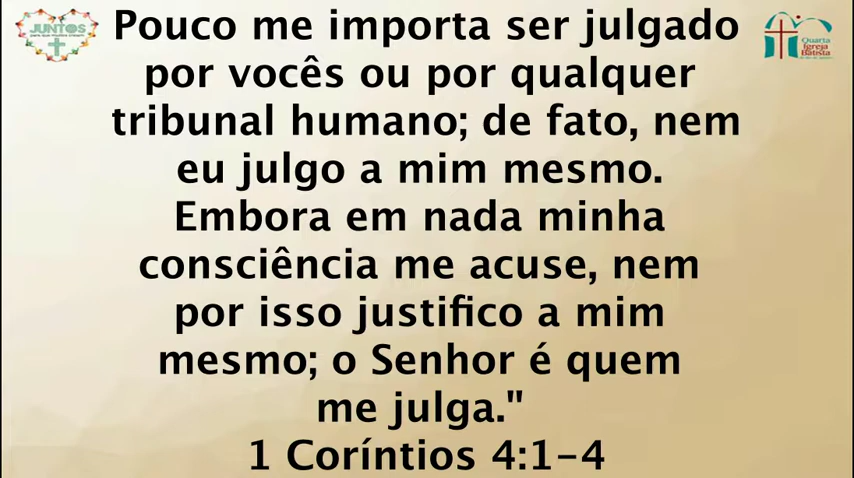 JUNTOS
Pouco me importa ser julgado
por vocês ou por qualquer
tribunal humano; de fato, nem
eu julgo a mim mesmo.
Embora em nada minha
consciência me acuse, nem
por isso justifico a mim
mesmo; o Senhor é quem
me julga."
1 Coríntios 4:1-4
Quarta
Igreja
Batista